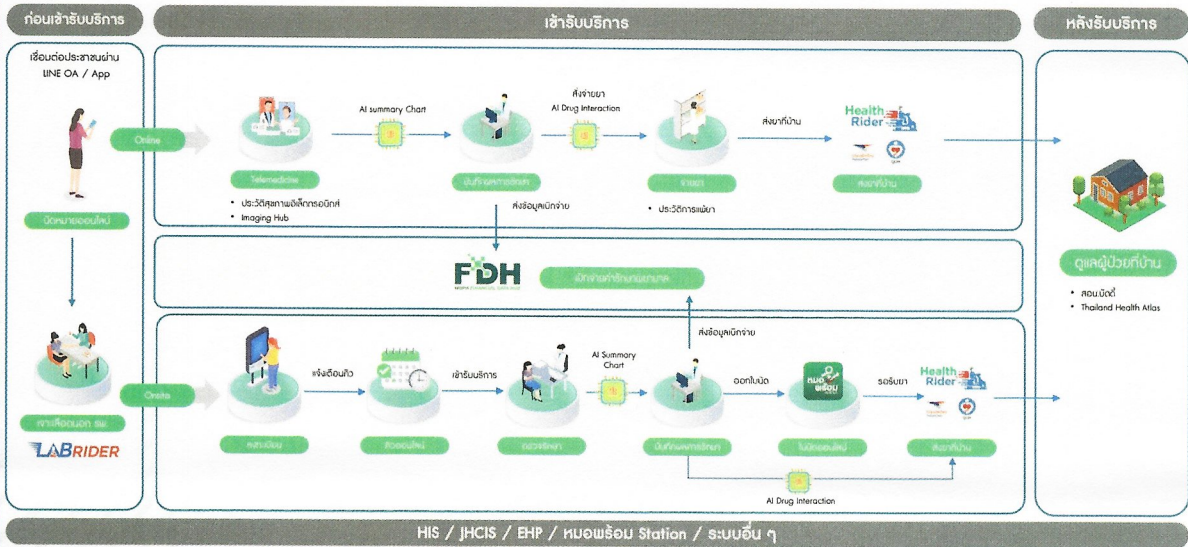 ก่อนเข้ารับบริการ
เข้ารับบริการ
หลังรับบริการ
เชื่อมต่อประชาชนผ่าน
LINE OA / App
Online
นัดหมายออนไลน์
เจาะเลือดนอก รพ.
LABRIDER
Onsite
AI summary Chart
สั่งจ่ายยา
AI Drug Interaction
ส่งยาที่บ้าน
Health
Rider
Telemedicine
บันทึกผลการรักษา
จ่ายยา
ส่งยาที่บ้าน
• ประวัติสุขภาพอิเล็กทรอนิกส์
• Imaging Hub
ส่งข้อมูลเบิกจ่าย
• ประวัติการแพ้ยา
FDH
เบิกจ่ายค่ารักษาพยาบาล
ส่งข้อมูลเบิกจ่าย
แจ้งเตือนคิว
เข้ารับบริการ
AI Summary
Chart
ออกใบนัด
หมอ
พร้อม
รอรับยา
Health
Rider
ลงทะเบียน
คิวออนไลน์
ตรวจรักษา
บันทึกผลการรักษา
ใบนัดออนไลน์
ส่งยาที่บ้าน
AI Drug Interaction
ดูแลผู้ป่วยที่บ้าน
• สอน.บัดดี้
• Thailand Health Atlas
HIS / JHCIS / EHP / หมอพร้อม Station / ระบบอื่น ๆ